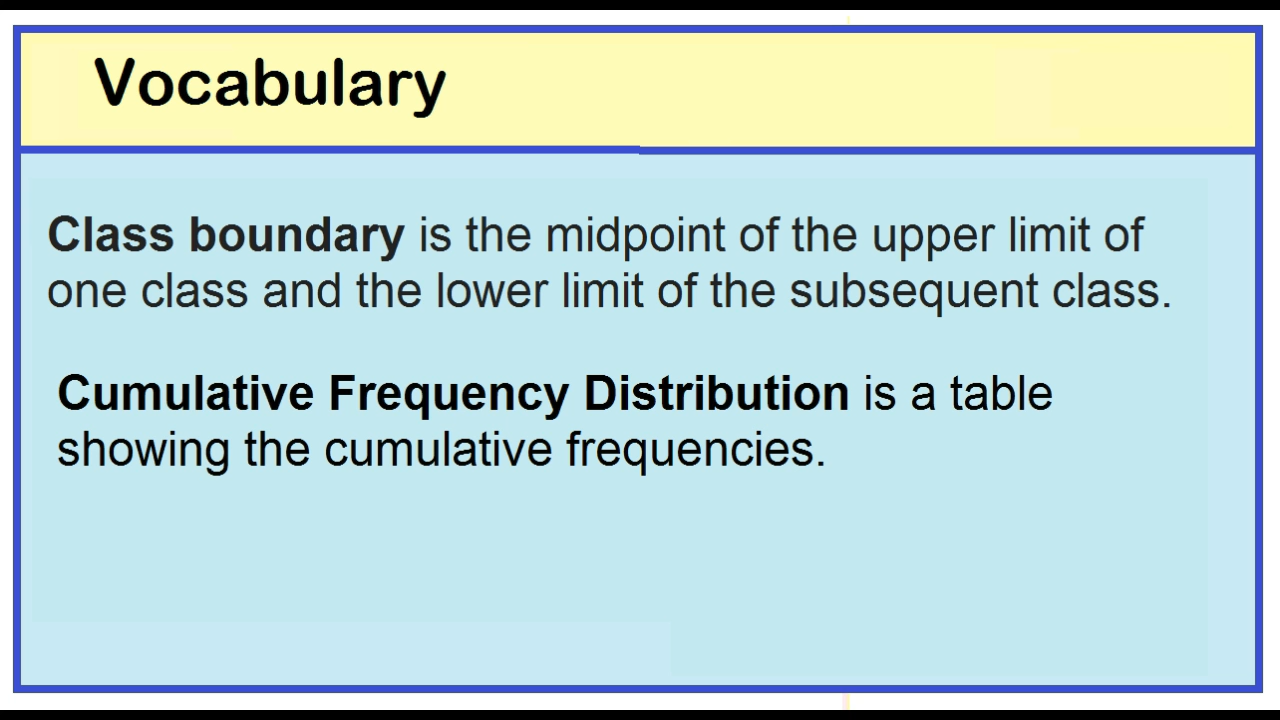 Vocabulary
Class boundary is the midpoint of the upper limit of
one class and the lower limit of the subsequent class.
Cumulative Frequency Distribution is a table
showing the cumulative frequencies.